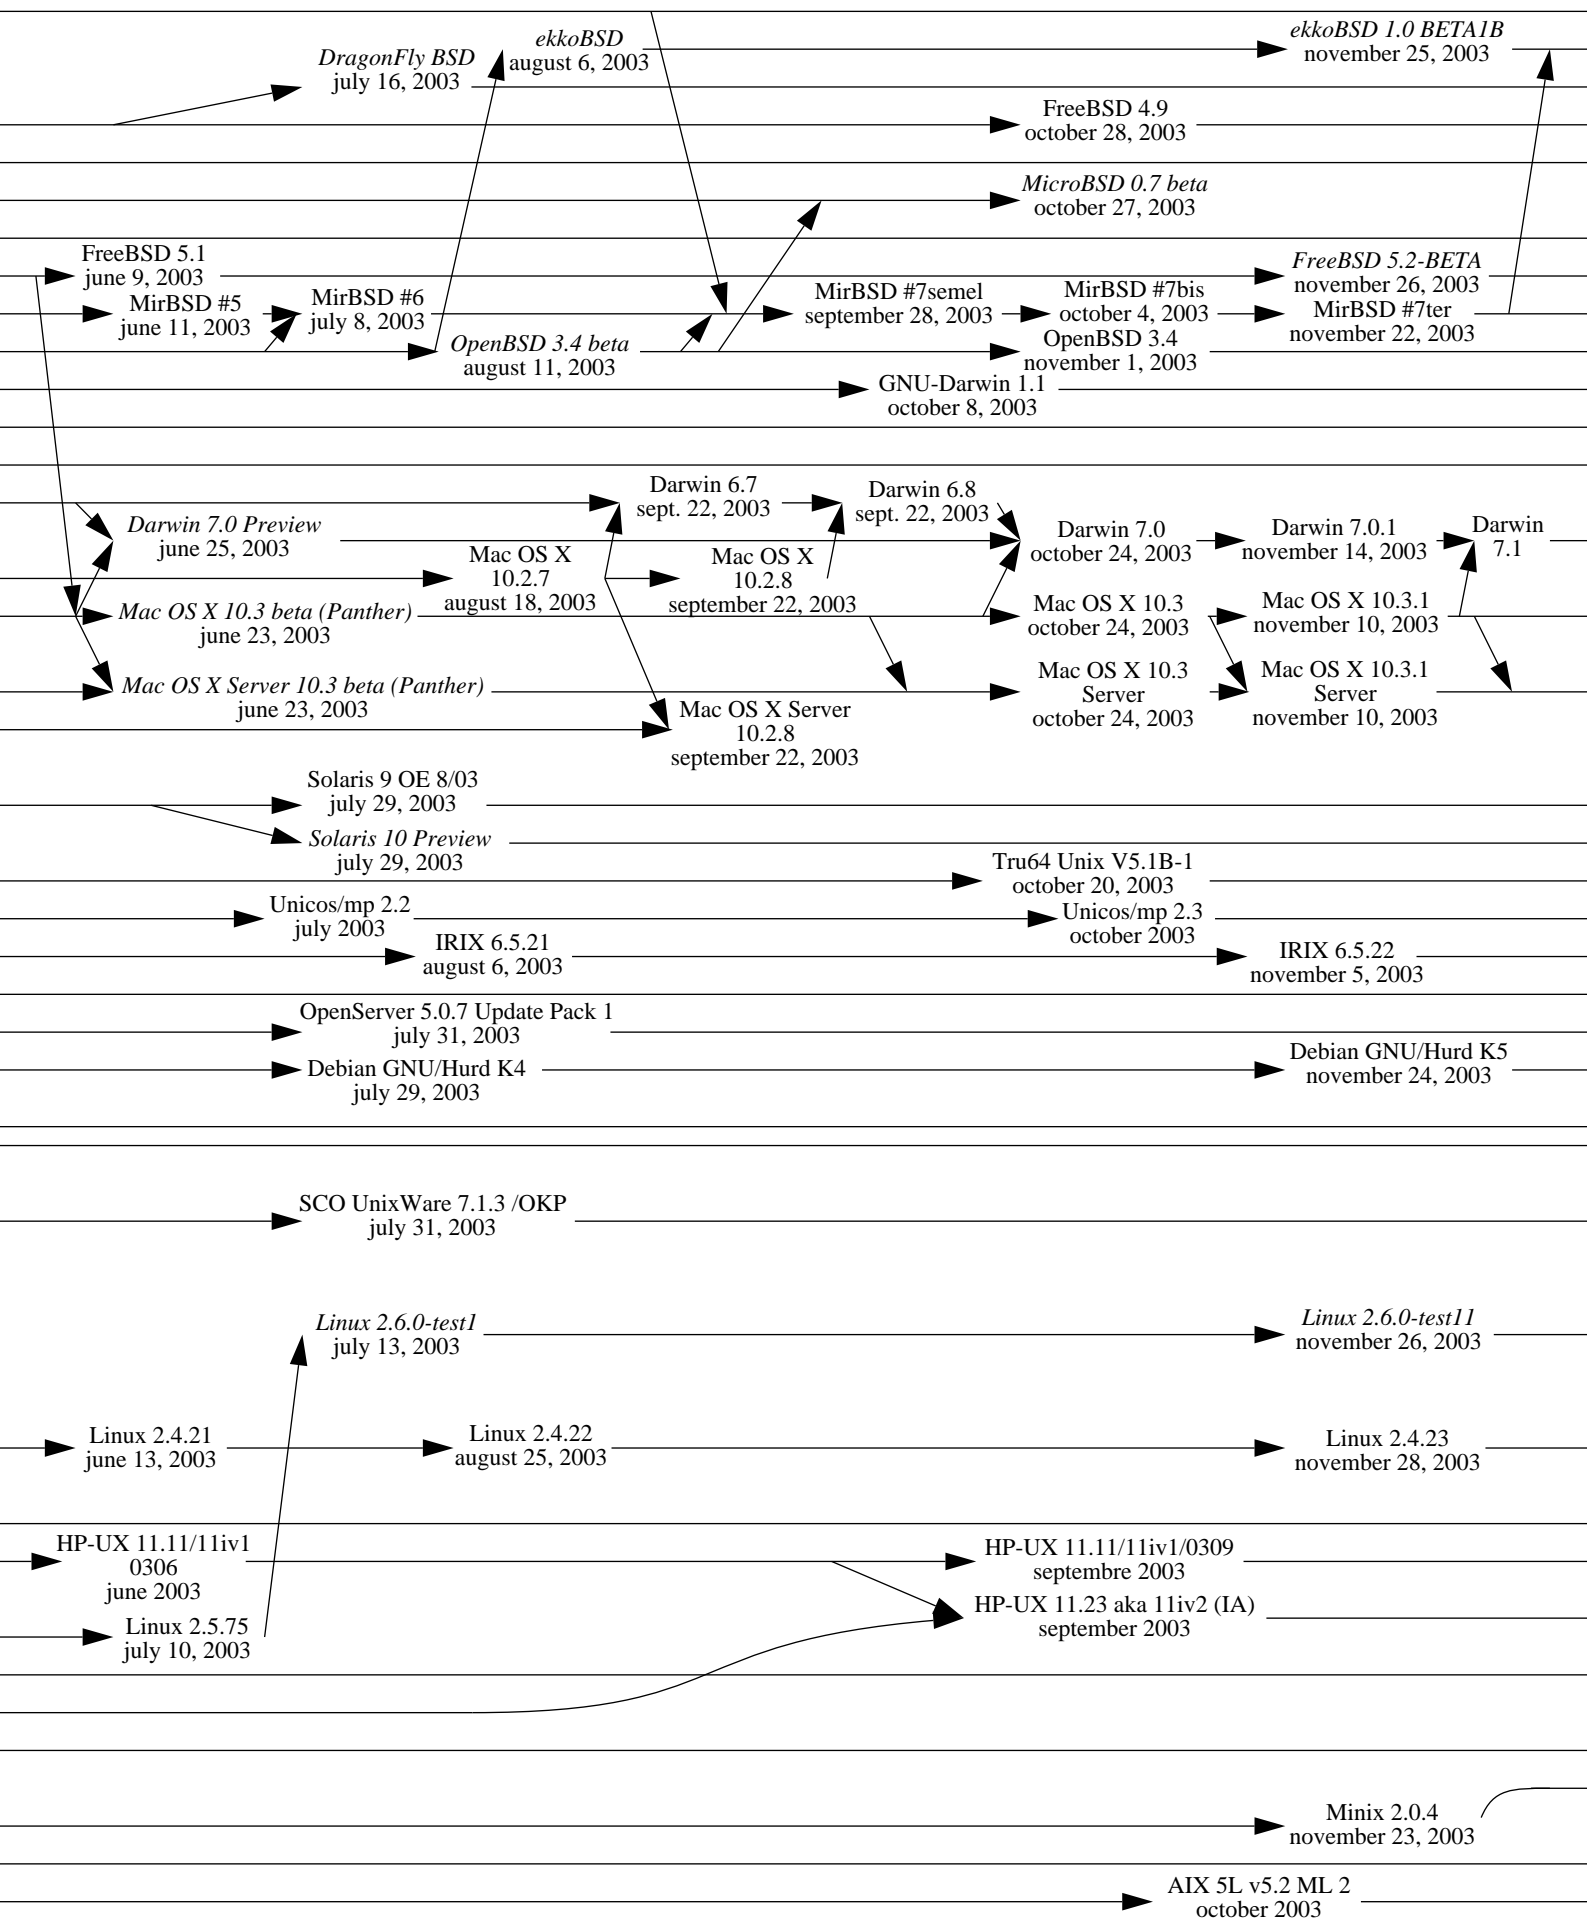 ekkoBSD
august 6, 2003
ekkoBSD 1.0 BETA1B
november 25, 2003
DragonFly BSD
july 16, 2003
FreeBSD 4.9
october 28, 2003
MicroBSD 0.7 beta
october 27, 2003
FreeBSD 5.1
june 9, 2003
FreeBSD 5.2-BETA
november 26, 2003
MirBSD #5
june 11, 2003
MirBSD #6
july 8, 2003
MirBSD #7semel
september 28, 2003
MirBSD #7bis
october 4, 2003
MirBSD #7ter
november 22, 2003
OpenBSD 3.4 beta
august 11, 2003
OpenBSD 3.4
november 1, 2003
GNU-Darwin 1.1
october 8, 2003
Darwin 6.7
sept. 22, 2003
Darwin 6.8
sept. 22, 2003
Darwin 7.0 Preview
june 25, 2003
Darwin 7.0
october 24, 2003
Darwin 7.0.1
november 14, 2003
Darwin
7.1
Mac OS X
10.2.7
august 18, 2003
Mac OS X
10.2.8
september 22, 2003
Mac OS X 10.3 beta (Panther)
june 23, 2003
Mac OS X 10.3
october 24, 2003
Mac OS X 10.3.1
november 10, 2003
Mac OS X Server 10.3 beta (Panther)
june 23, 2003
Mac OS X 10.3
Server
october 24, 2003
Mac OS X 10.3.1
Server
november 10, 2003
Mac OS X Server
10.2.8
september 22, 2003
Solaris 9 OE 8/03
july 29, 2003
Solaris 10 Preview
july 29, 2003
Tru64 Unix V5.1B-1
october 20, 2003
Unicos/mp 2.2
july 2003
Unicos/mp 2.3
october 2003
IRIX 6.5.21
august 6, 2003
IRIX 6.5.22
november 5, 2003
OpenServer 5.0.7 Update Pack 1
july 31, 2003
Debian GNU/Hurd K4
july 29, 2003
Debian GNU/Hurd K5
november 24, 2003
SCO UnixWare 7.1.3 /OKP
july 31, 2003
Linux 2.6.0-test1
july 13, 2003
Linux 2.6.0-test11
november 26, 2003
Linux 2.4.21
june 13, 2003
Linux 2.4.22
august 25, 2003
Linux 2.4.23
november 28, 2003
HP-UX 11.11/11iv1
0306
june 2003
HP-UX 11.11/11iv1/0309
septembre 2003
HP-UX 11.23 aka 11iv2 (IA)
september 2003
Linux 2.5.75
july 10, 2003
Minix 2.0.4
november 23, 2003
AIX 5L v5.2 ML 2
october 2003